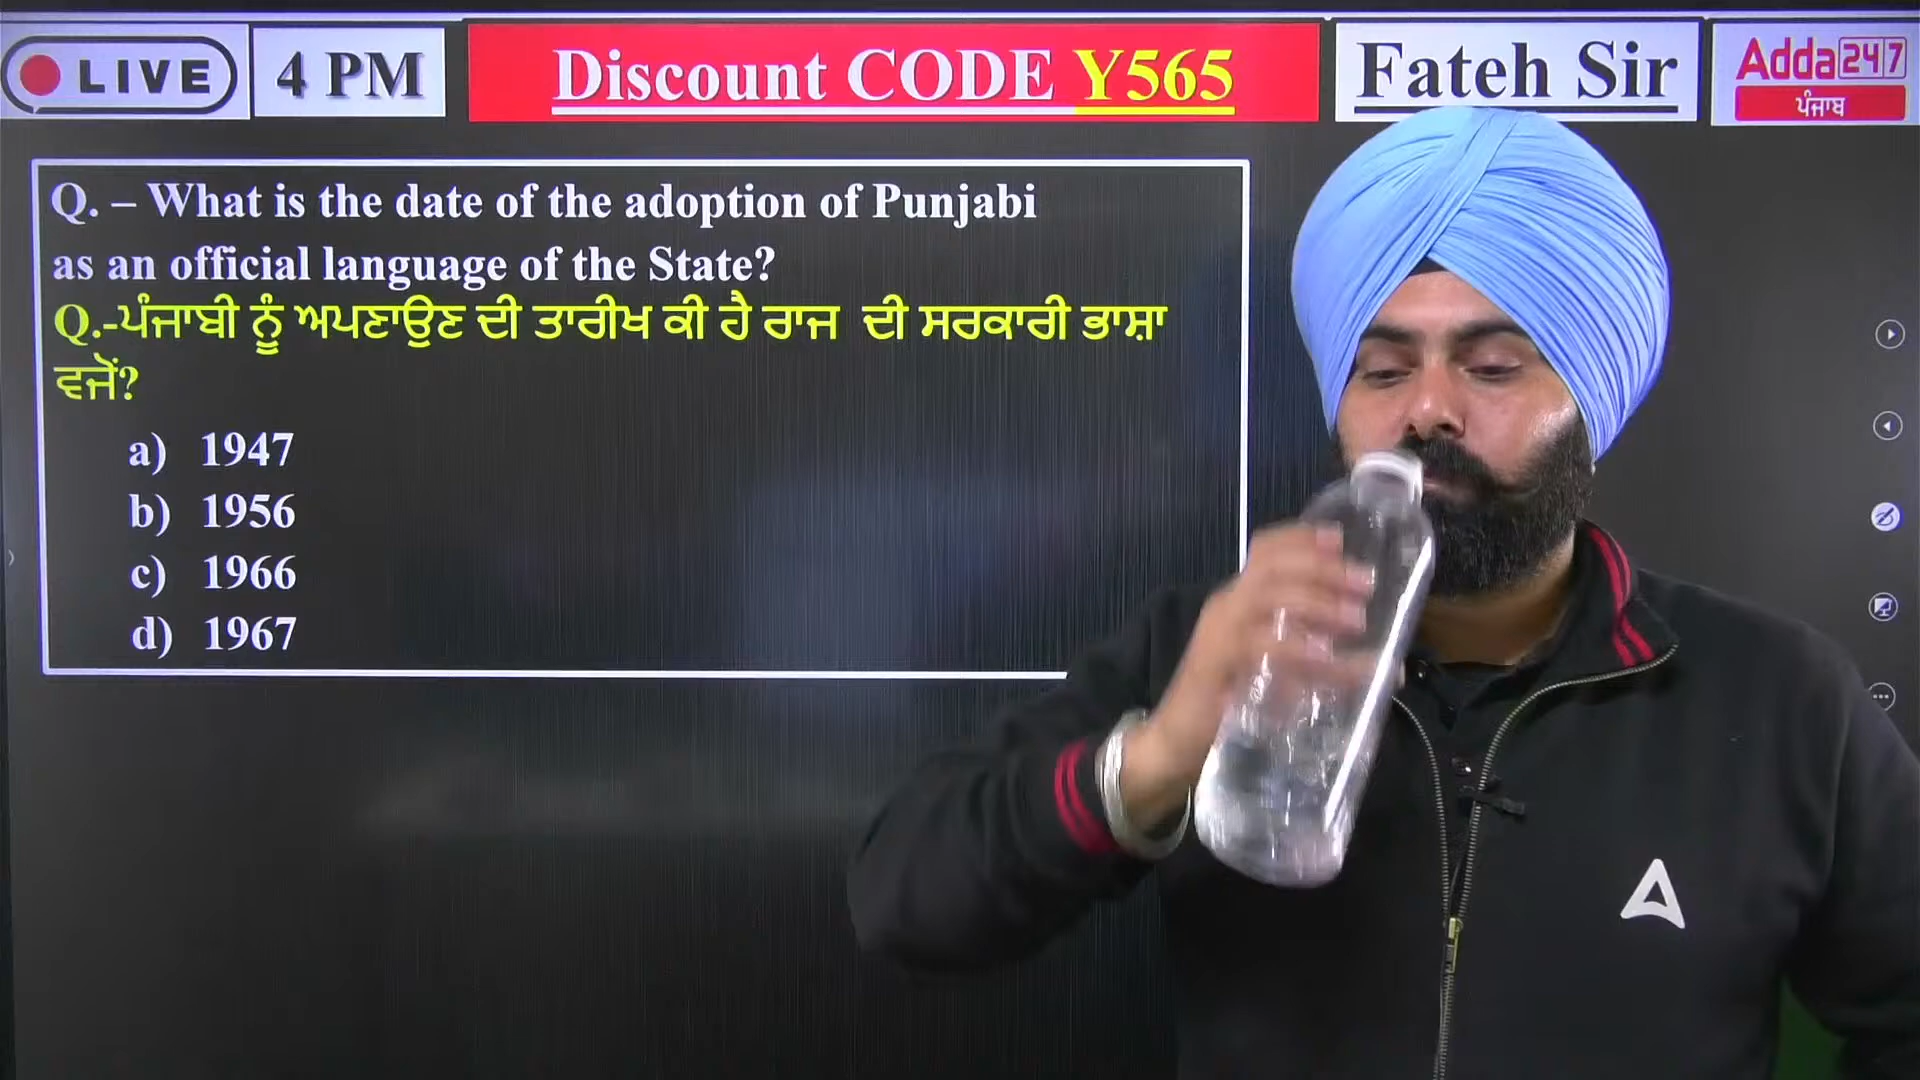 LIVE
4 PM
Discount CODE Y565
Fateh Sir
Adda247
ਪੰਜਾਬ
Q. – What is the date of the adoption of Punjabi
as an official language of the State?
Q.-ਪੰਜਾਬੀ ਨੂੰ ਅਪਣਾਉਣ ਦੀ ਤਾਰੀਖ ਕੀ ਹੈ ਰਾਜ ਦੀ ਸਰਕਾਰੀ ਭਾਸ਼ਾ
ਵਜੋਂ?
a) 1947
b) 1956
c) 1966
d) 1967